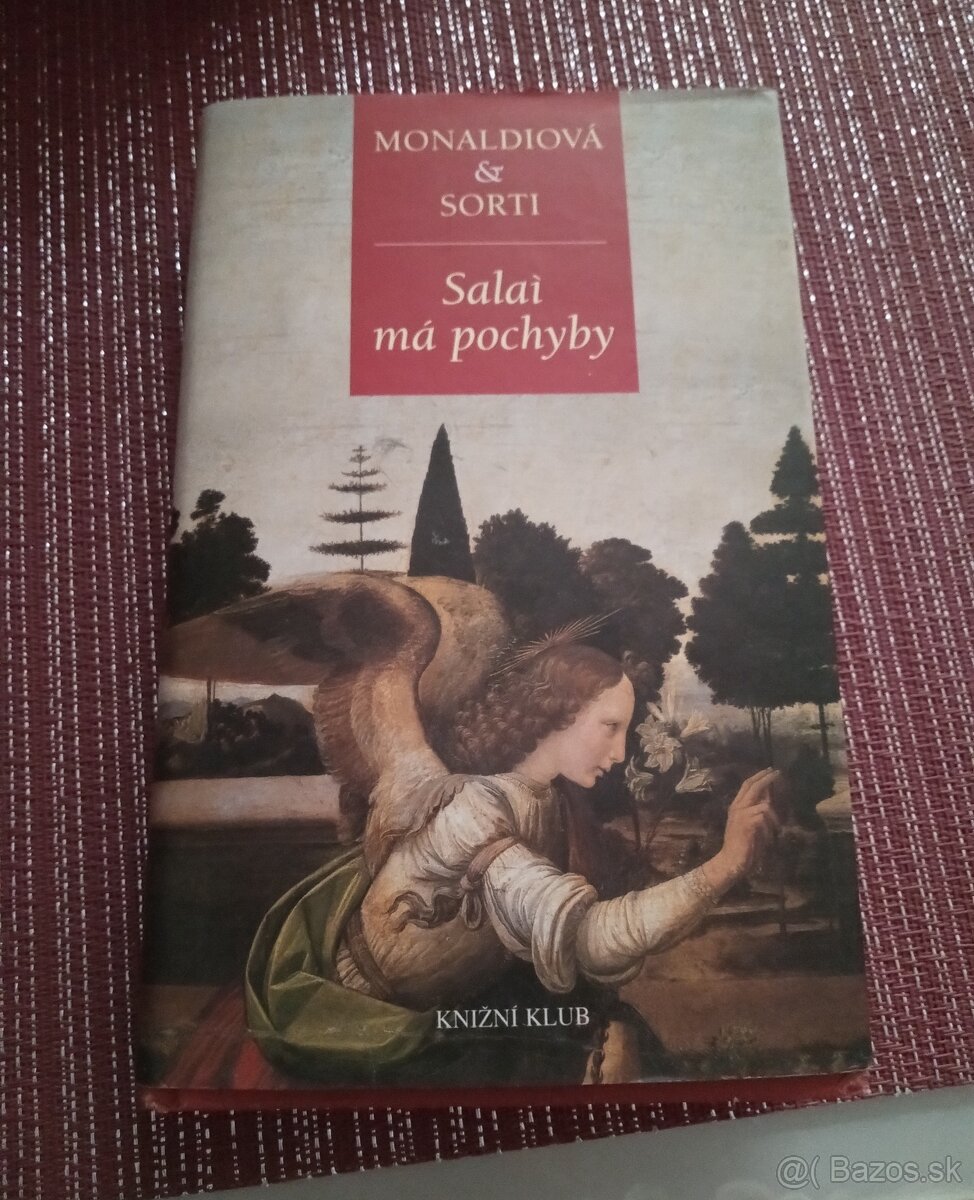 MONALDIOVÁ
&
SORTI
Salaì
má pochyby
KNIŽNÍ KLUB
@( Bazos.sk